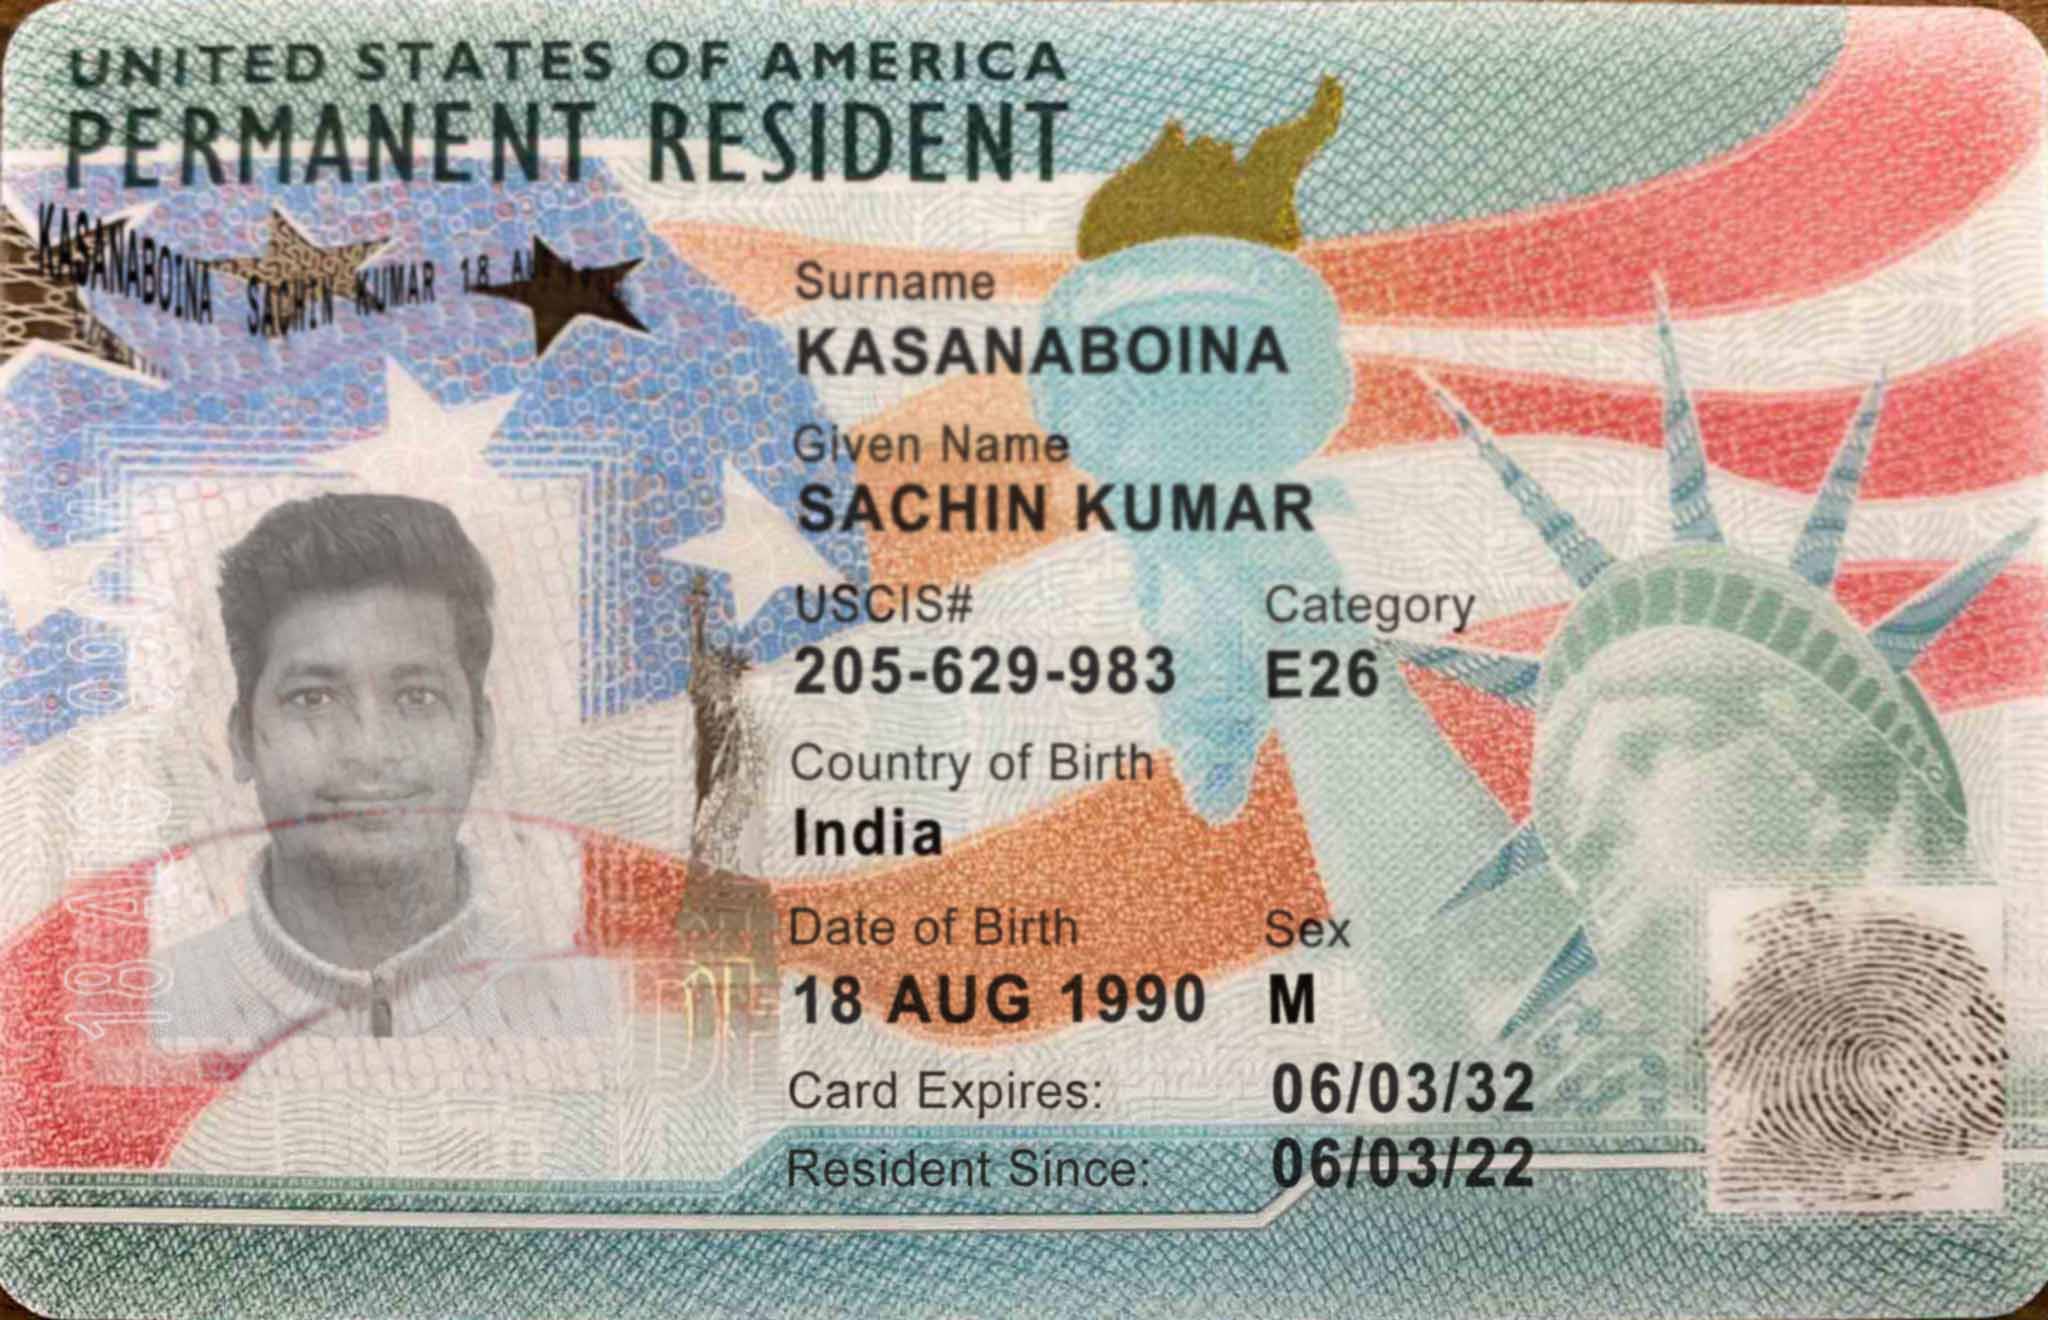 UNITED STATES OF AMERICA
PERMANENT RESIDENT
KASANABOINA SACHIN KUMAR 18
Surname
KASANABOINA
Given Name
SACHIN KUMAR
USCIS# Category
205-629-983 E26
Country of Birth
India
Date of Birth Sex
18 AUG 1990 M
Card Expires: 06/03/32
Resident Since: 06/03/22
18 AUG